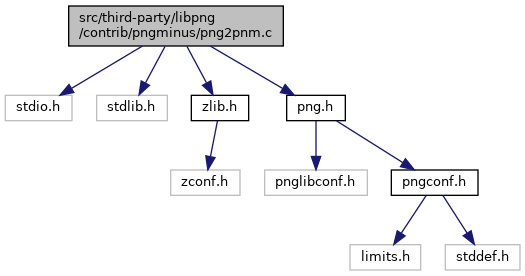 src/third-party/libpng
/contrib/pngminus/png2pnm.c
stdio.h
stdlib.h
zlib.h
png.h
zconf.h
pnglibconf.h
pngconf.h
limits.h
stddef.h